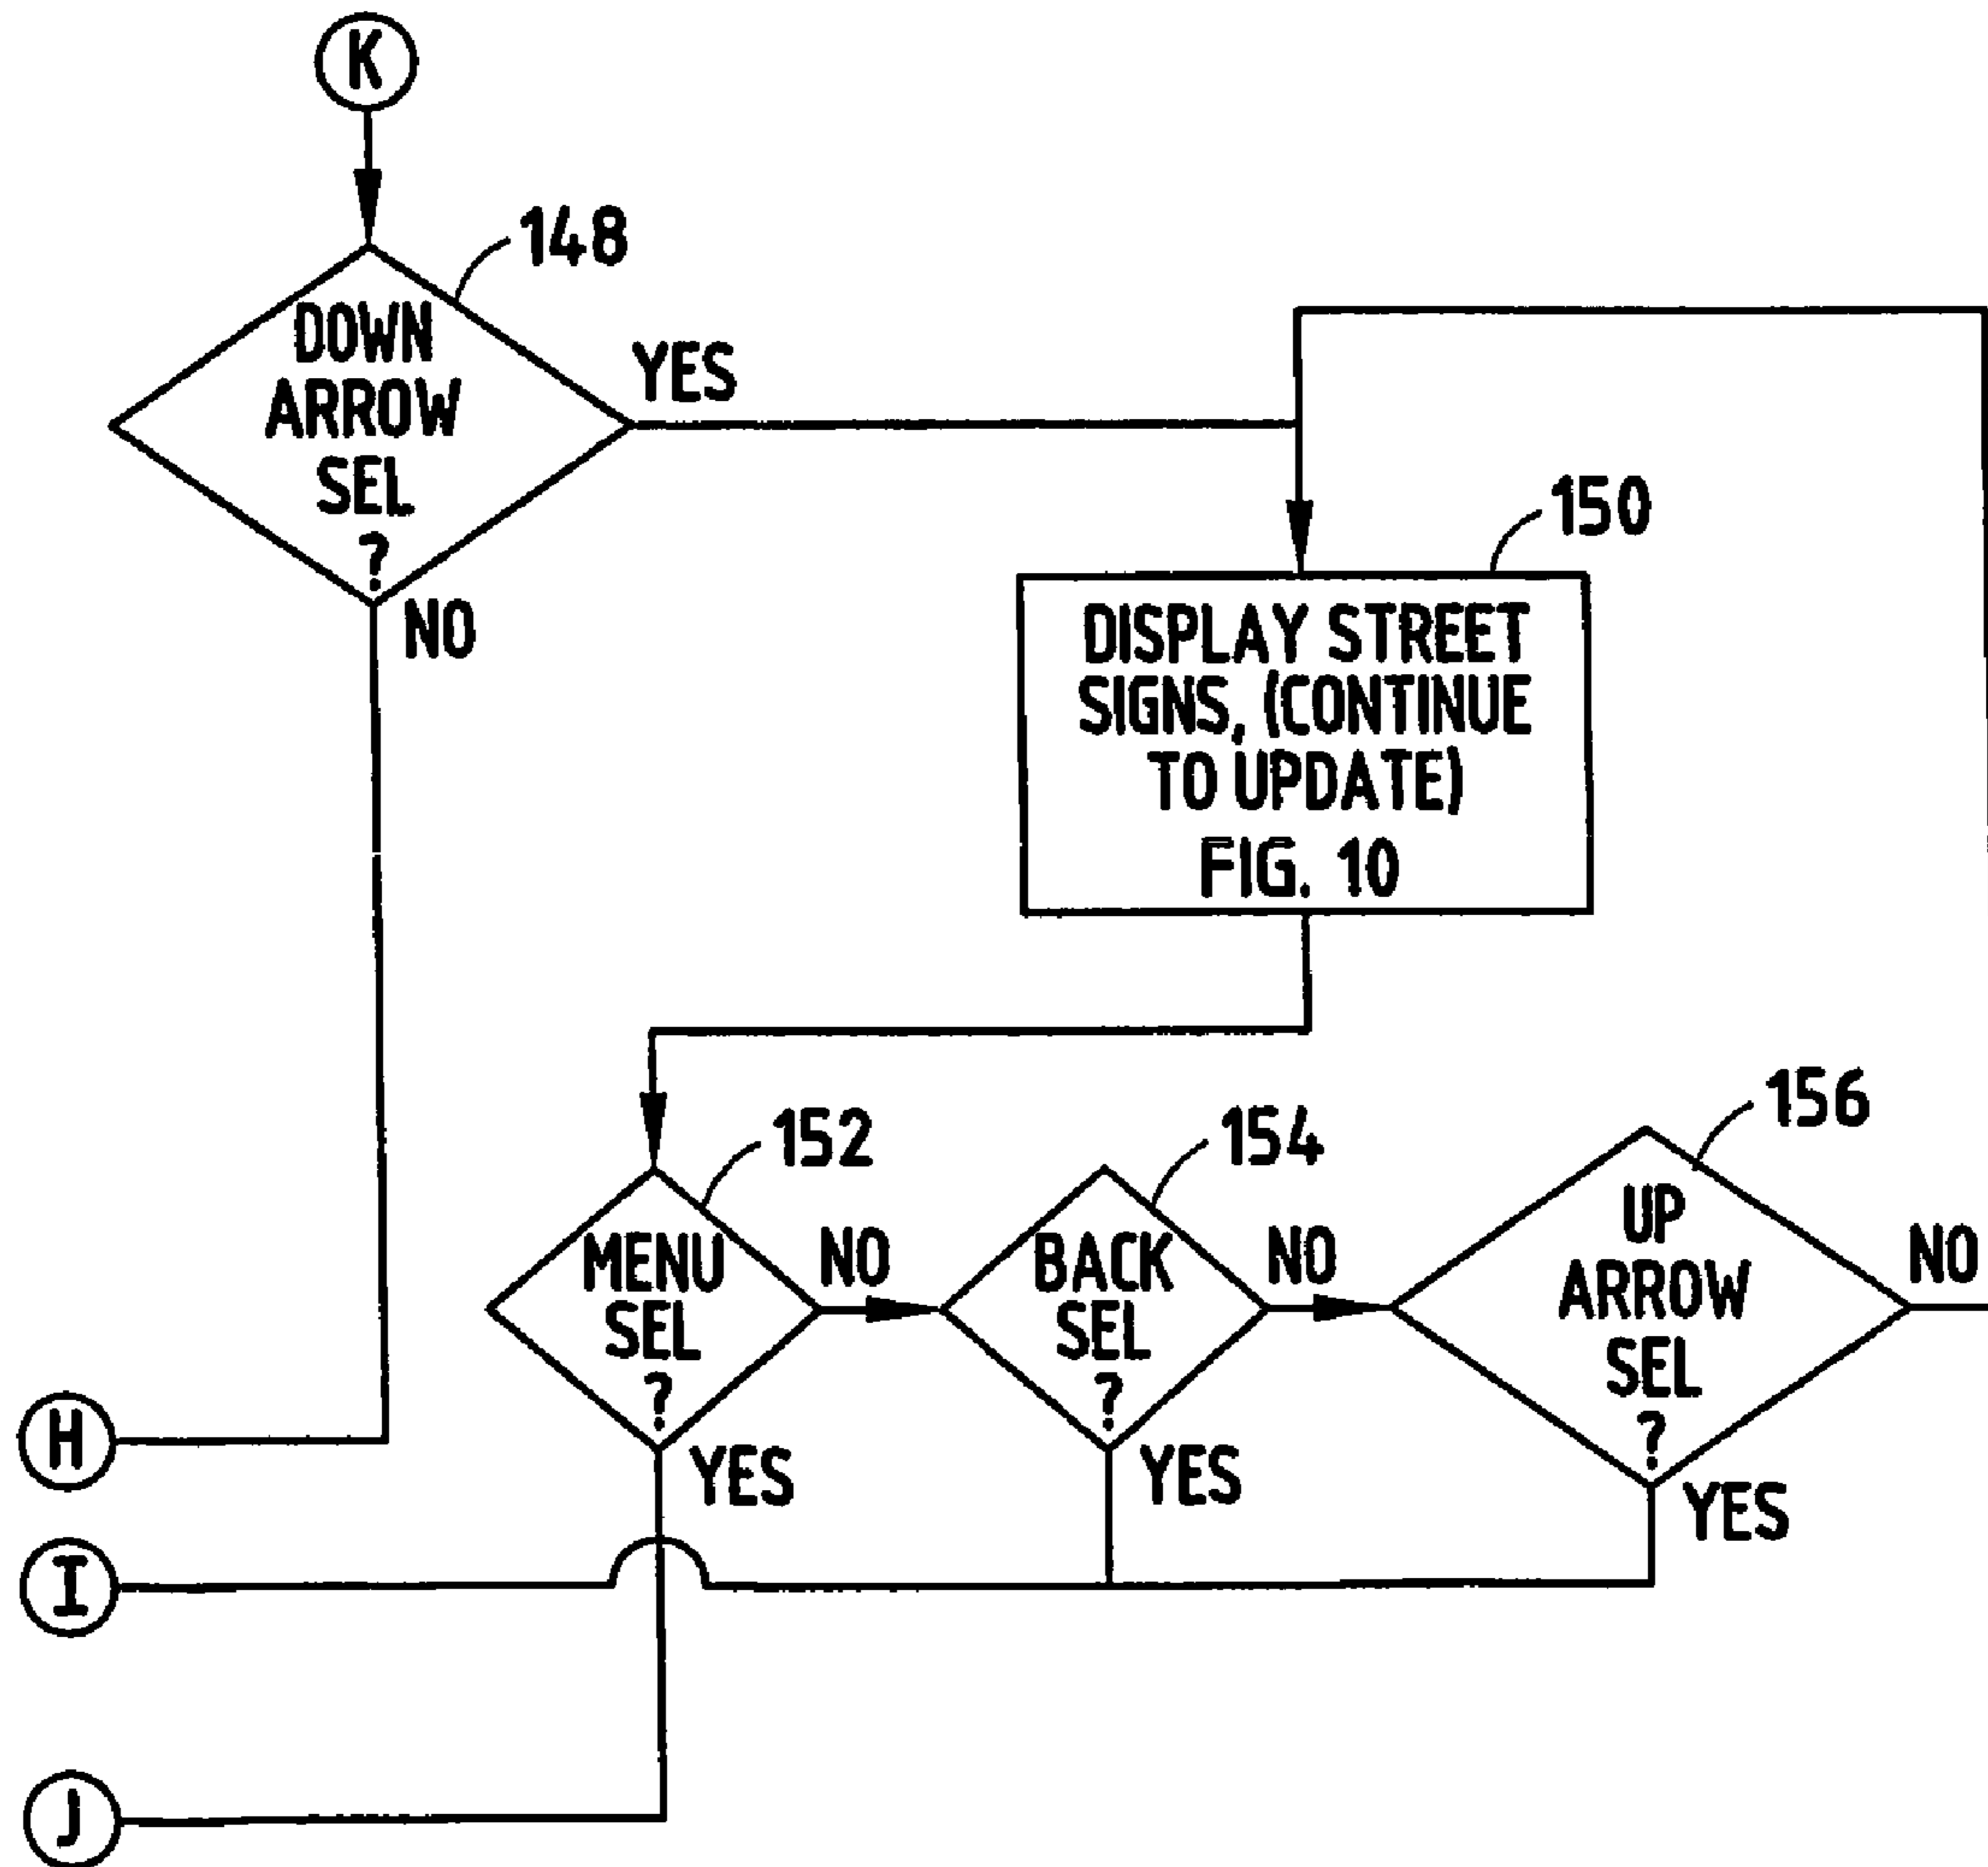 K
148
DOWN
ARROW
SEL
?
YES
NO
150
DISPLAY STREET
SIGNS, (CONTINUE
TO UPDATE)
FIG. 10
152
MENU
SEL
?
NO
YES
154
BACK
SEL
?
NO
YES
156
UP
ARROW
SEL
?
NO
YES
H
I
J